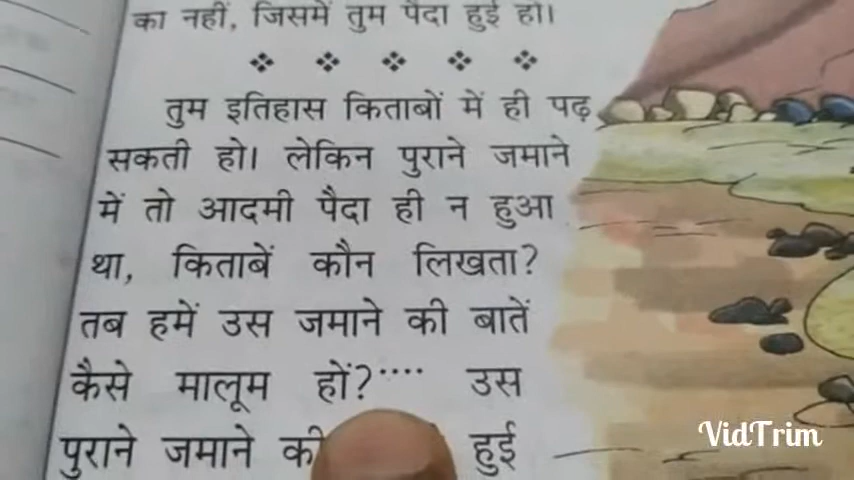 का नहीं, जिसमें तुम पैदा हुई हो।
तुम इतिहास किताबों में ही पढ़
सकती हो। लेकिन पुराने जमाने
में तो आदमी पैदा ही न हुआ
था, किताबें कौन लिखता?
तब हमें उस जमाने की बातें
कैसे मालूम हों?.... उस
पुराने जमाने की हुई
VidTrim